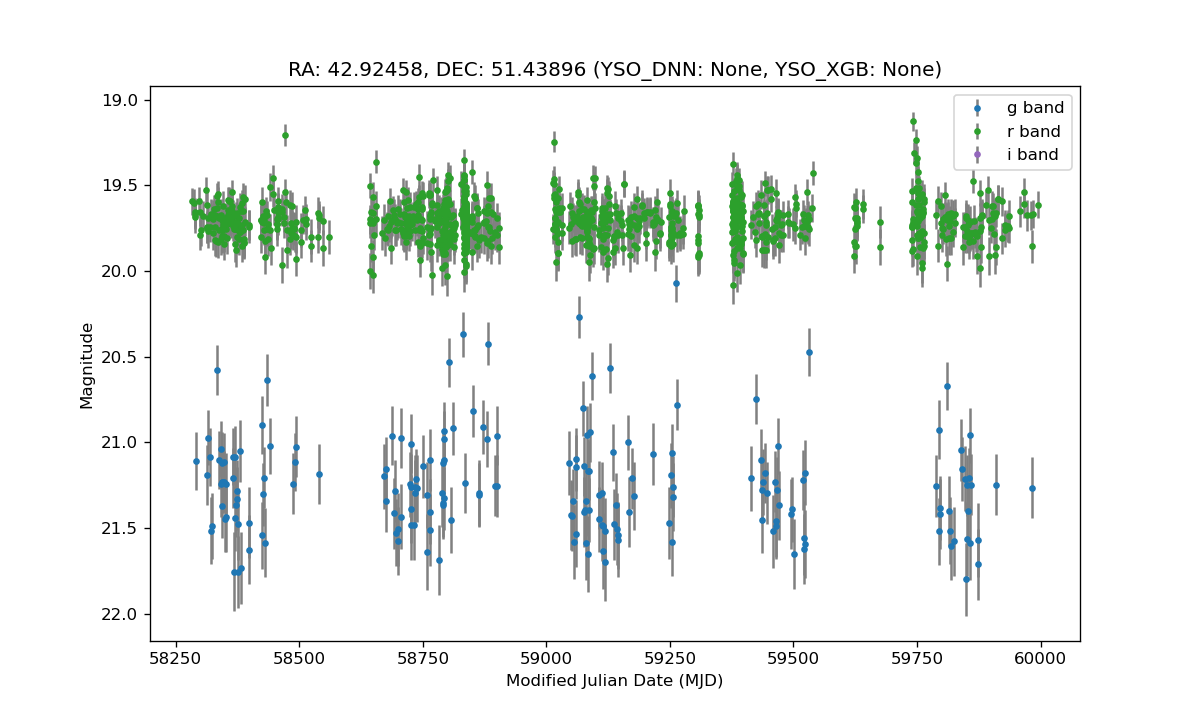 RA: 42.92458, DEC: 51.43896 (YSO_DNN: None, YSO_XGB: None)
g band
r band
i band
19.0
19.5
20.0
20.5
21.0
21.5
22.0
Magnitude
58250 58500 58750 59000 59250 59500 59750 60000
Modified Julian Date (MJD)